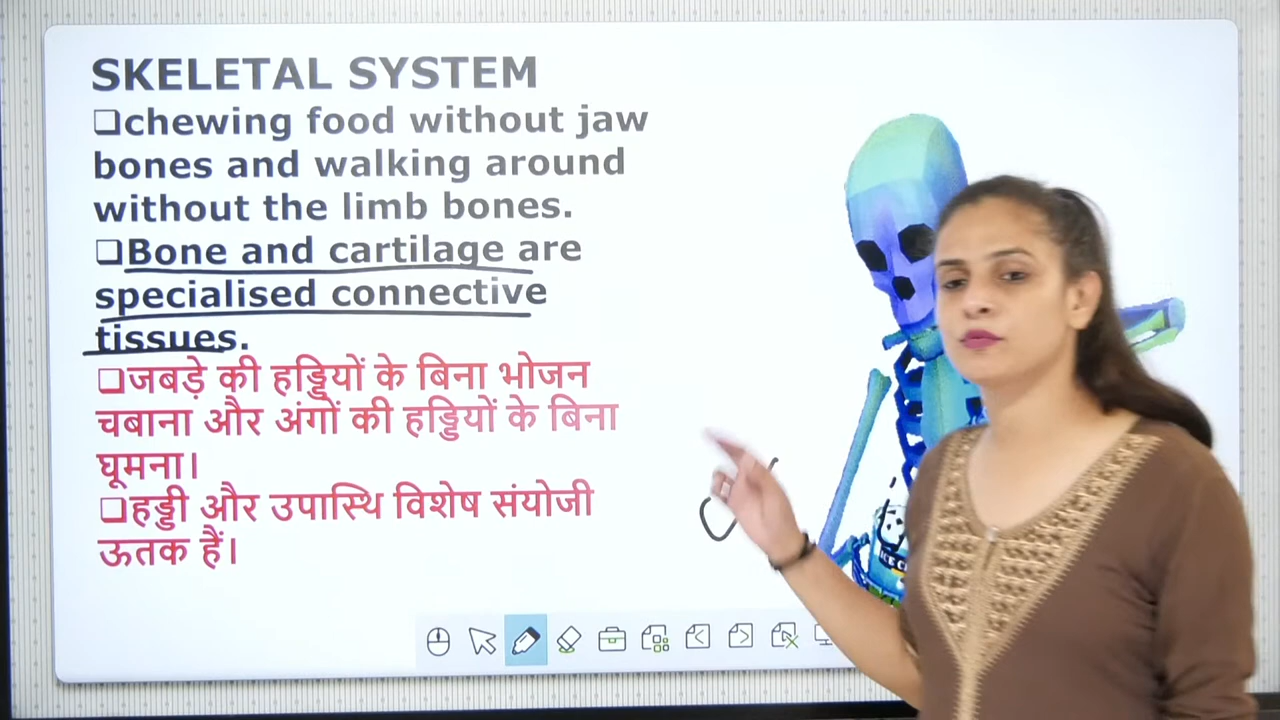 SKELETAL SYSTEM
❑chewing food without jaw
bones and walking around
without the limb bones.
❑Bone and cartilage are
specialised connective
tissues.
❑जबड़े की हड्डियों के बिना भोजन
चबाना और अंगों की हड्डियों के बिना
घूमना।
❑हड्डी और उपास्थि विशेष संयोजी
ऊतक हैं।